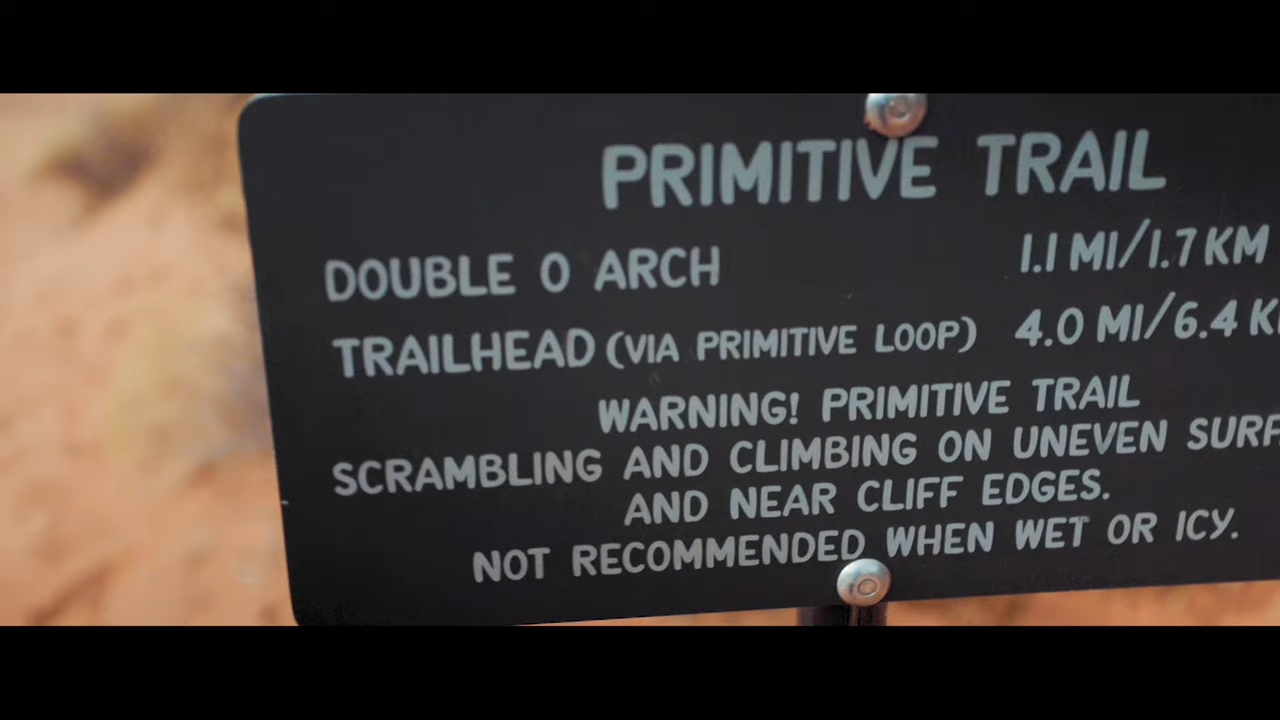 PRIMITIVE TRAIL
DOUBLE O ARCH 1.1 MI/1.7 KM
TRAILHEAD (VIA PRIMITIVE LOOP) 4.0 MI/6.4 K
WARNING! PRIMITIVE TRAIL
SCRAMBLING AND CLIMBING ON UNEVEN SURF
AND NEAR CLIFF EDGES.
NOT RECOMMENDED WHEN WET OR ICY.